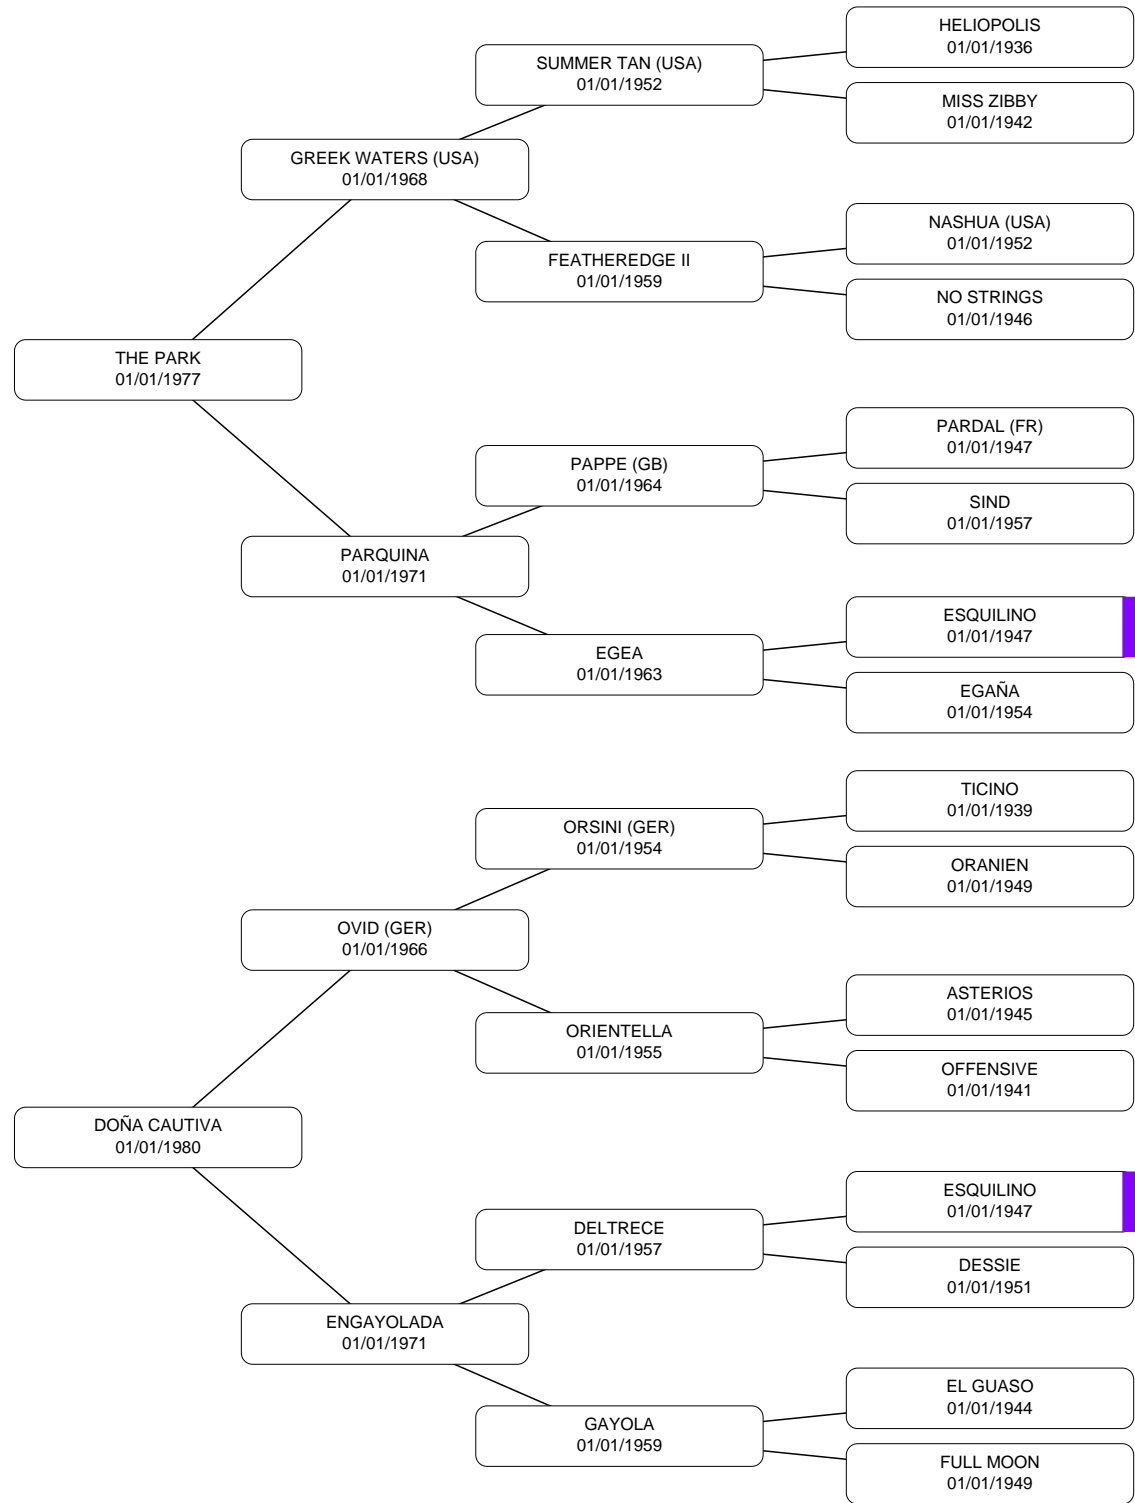 HELIOPOLIS
01/01/1936
SUMMER TAN (USA)
01/01/1952
MISS ZIBBY
01/01/1942
GREEK WATERS (USA)
01/01/1968
NASHUA (USA)
01/01/1952
FEATHEREDGE II
01/01/1959
NO STRINGS
01/01/1946
THE PARK
01/01/1977
PARDAL (FR)
01/01/1947
PAPPE (GB)
01/01/1964
SIND
01/01/1957
PARQUINA
01/01/1971
ESQUILINO
01/01/1947
EGEA
01/01/1963
EGAÑA
01/01/1954
TICINO
01/01/1939
ORSINI (GER)
01/01/1954
ORANIEN
01/01/1949
OVID (GER)
01/01/1966
ASTERIOS
01/01/1945
ORIENTELLA
01/01/1955
OFFENSIVE
01/01/1941
DOÑA CAUTIVA
01/01/1980
ESQUILINO
01/01/1947
DELTRECE
01/01/1957
DESSIE
01/01/1951
ENGAYOLADA
01/01/1971
EL GUASO
01/01/1944
GAYOLA
01/01/1959
FULL MOON
01/01/1949